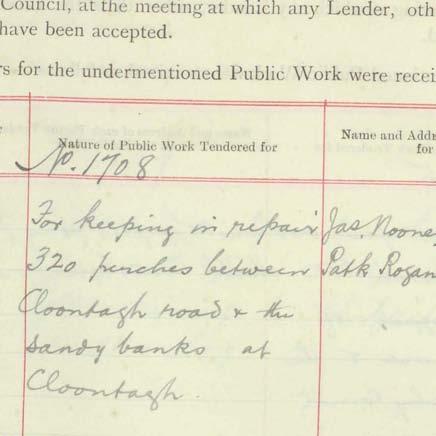 Council, at the meeting at which any Lender, oth
have been accepted.
rs for the undermentioned Public Work were recei
Nature of Public Work Tendered for
Name and Addr
for
No. 1708
For keeping in repair Jas. Noone
320 perches between Patk Rogan
Cloontagh road & the
sandy banks at
Cloontagh.